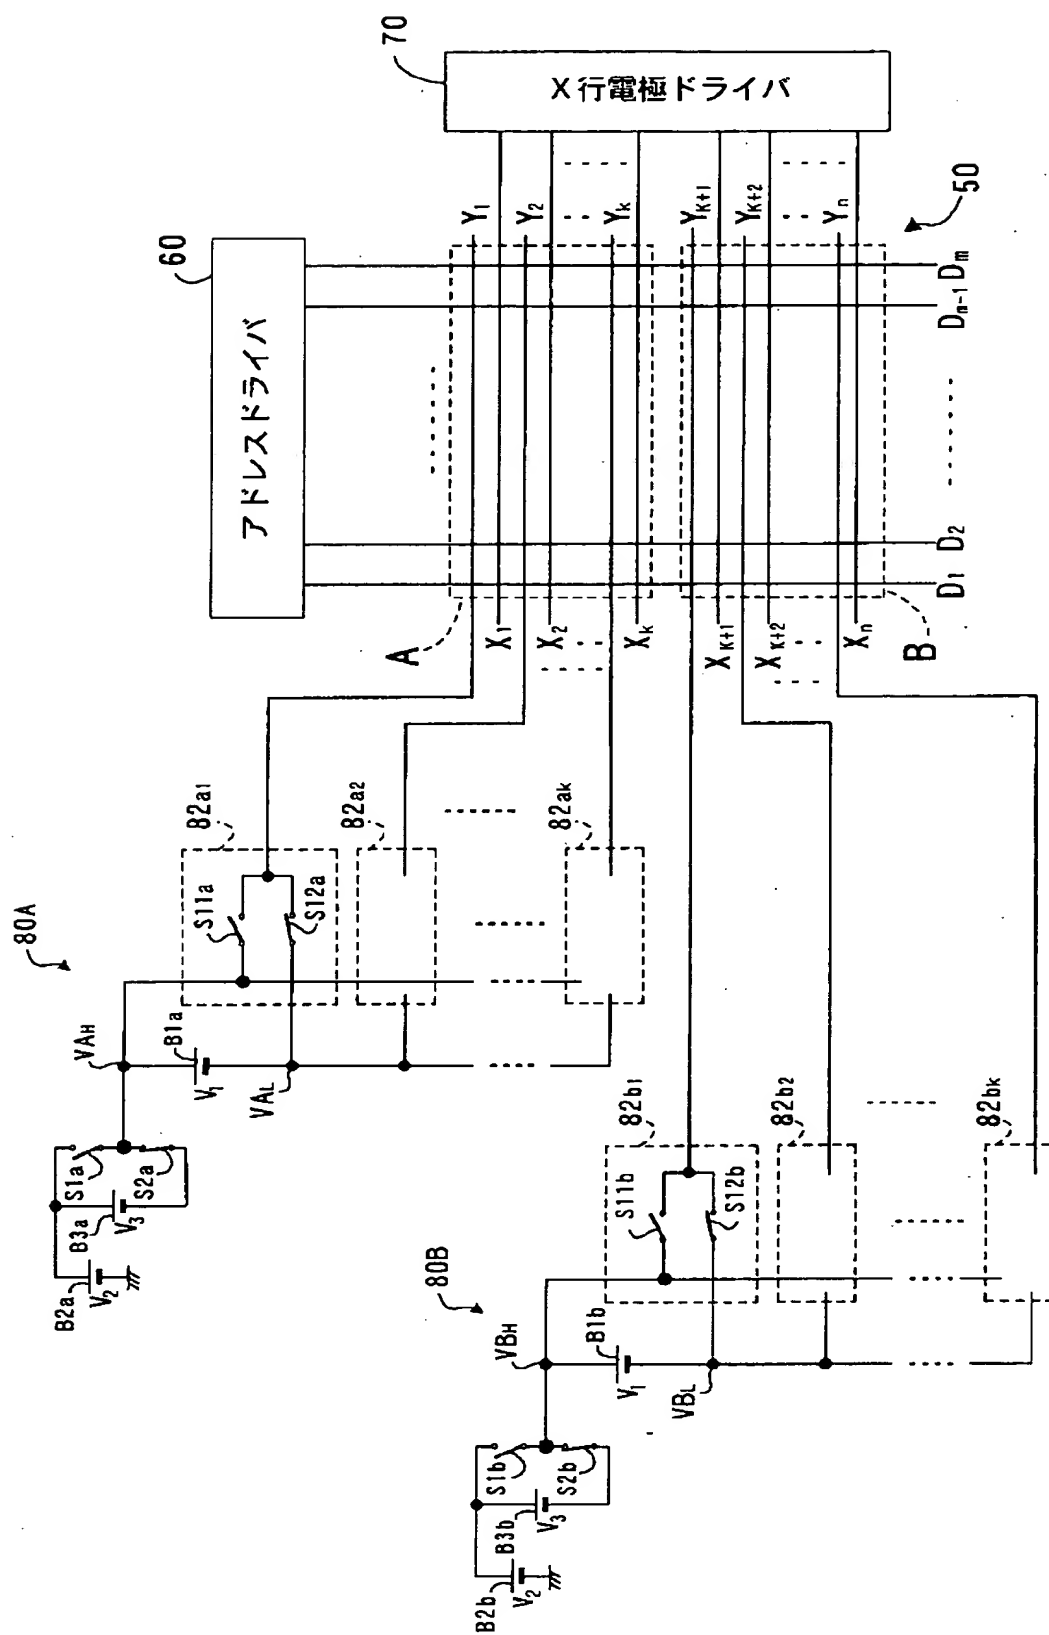 80A
VAH
B1a
V1
VAL
S1a
S2a
B3a
V3
B2a
V2
82a1
S11a
S12a
82a2
82ak
60
アドレスドライバ
70
X行電極ドライバ
Y1
Y2
Yk
YK+1
YK+2
Yn
50
A
X1
X2
Xk
XK+1
XK+2
Xn
B
D1
D2
Dm-1
Dm
80B
VBH
B1b
V1
VBL
S1b
S2b
B3b
V3
B2b
V2
82b1
S11b
S12b
82b2
82bk